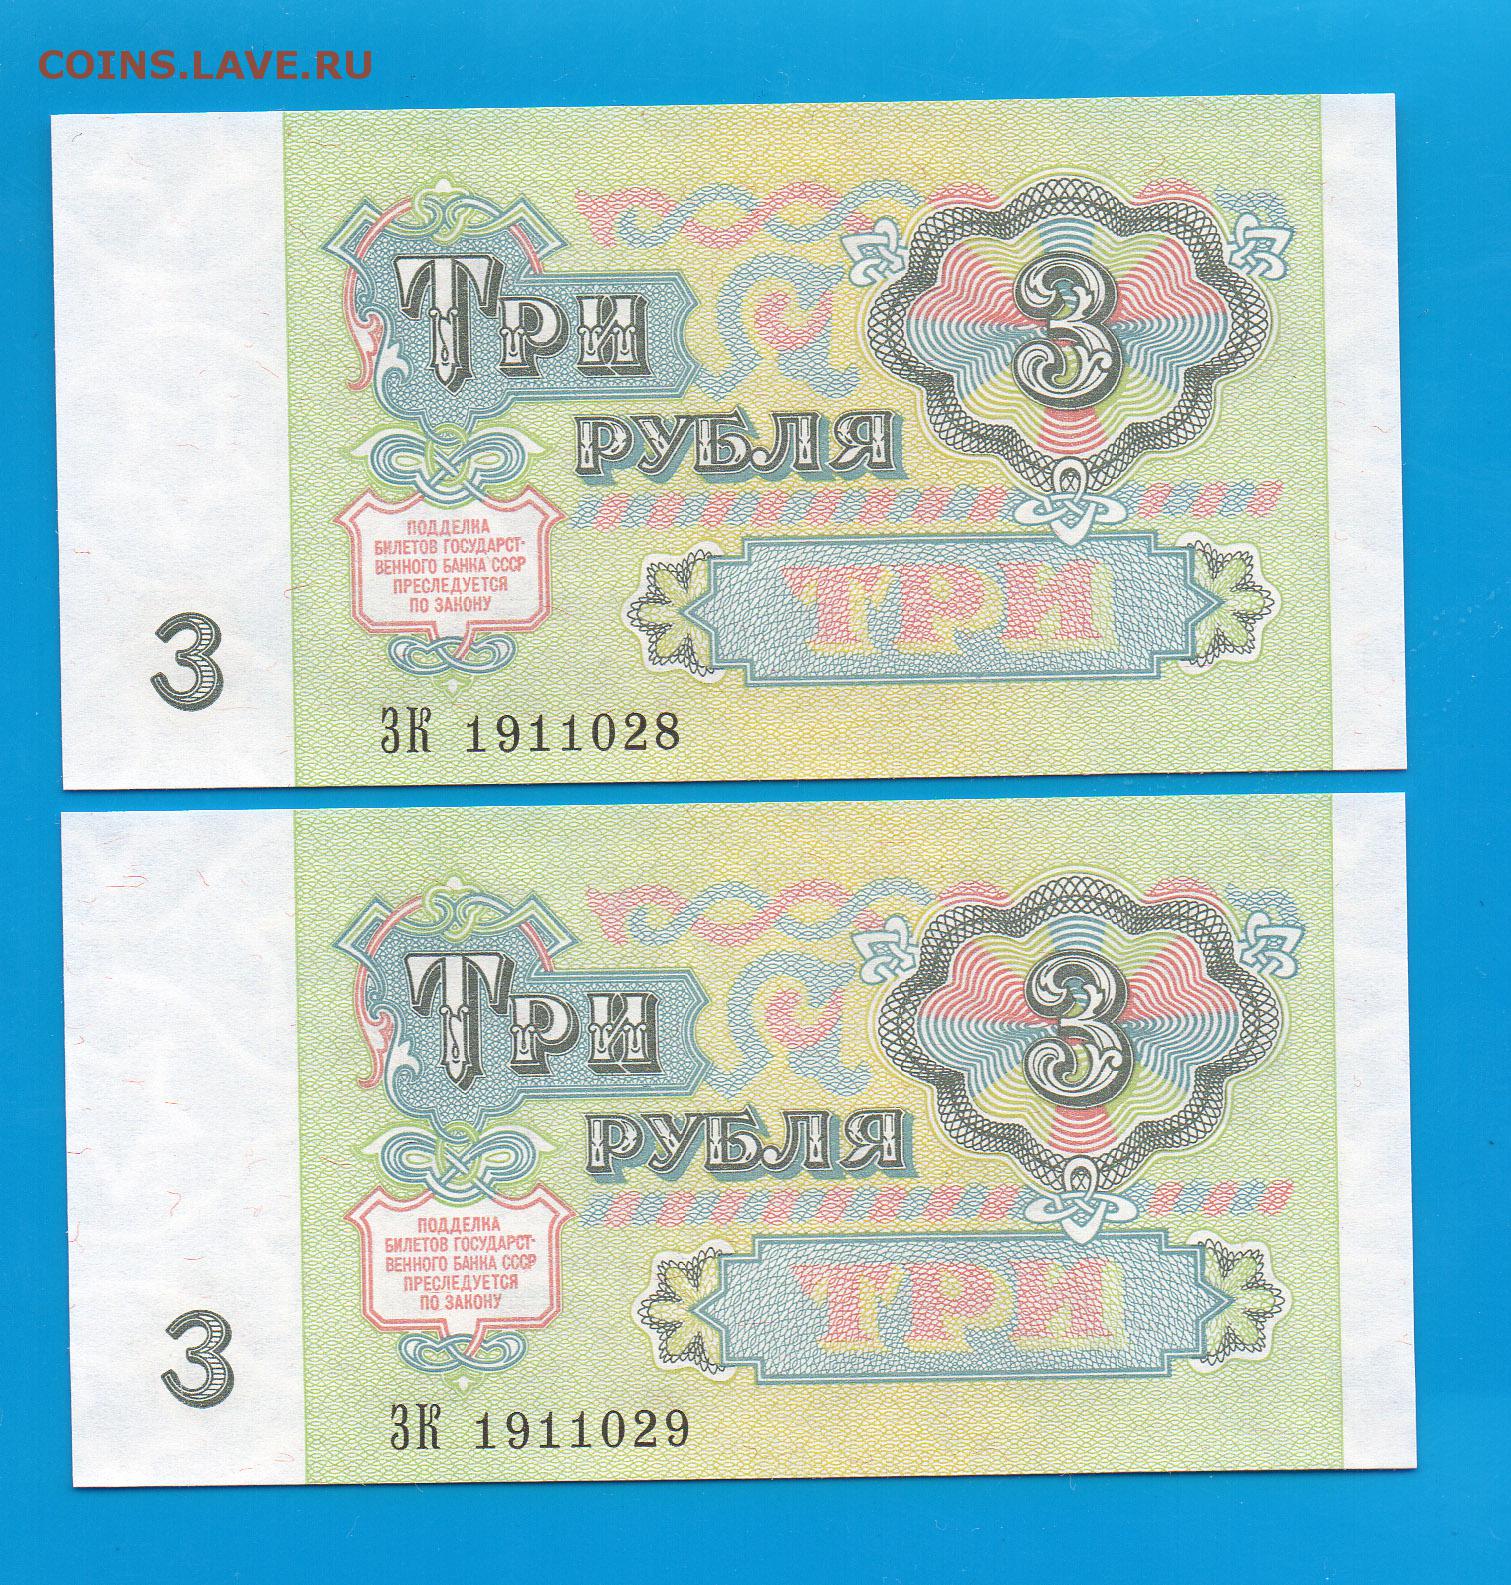 COINS.LAVE.RU
ТРИ
3
РУБЛЯ
ПОДДЕЛКА
БИЛЕТОВ ГОСУДАРСТ-
ВЕННОГО БАНКА СССР
ПРЕСЛЕДУЕТСЯ
ПО ЗАКОНУ
ТРИ
3
ЗК 1911028
ТРИ
3
РУБЛЯ
ПОДДЕЛКА
БИЛЕТОВ ГОСУДАРСТ-
ВЕННОГО БАНКА СССР
ПРЕСЛЕДУЕТСЯ
ПО ЗАКОНУ
ТРИ
3
ЗК 1911029